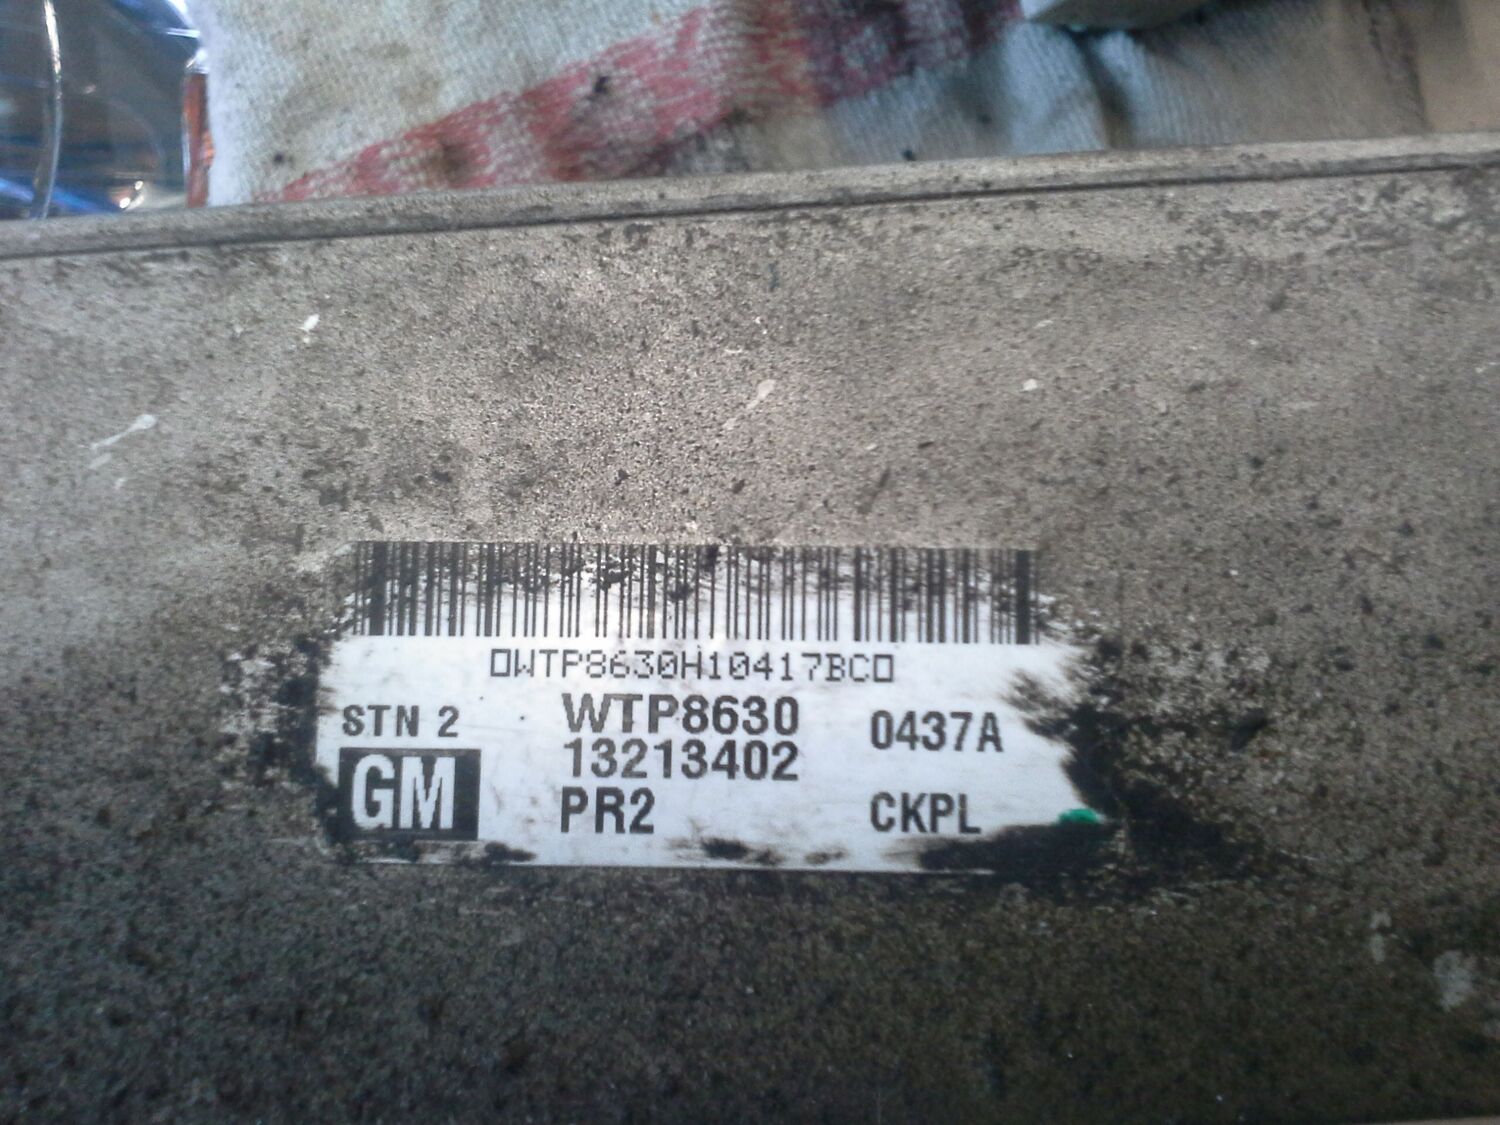 ▯WTP8630H10417BC▯
STN 2 WTP8630 0437A
13213402
GM PR2 CKPL